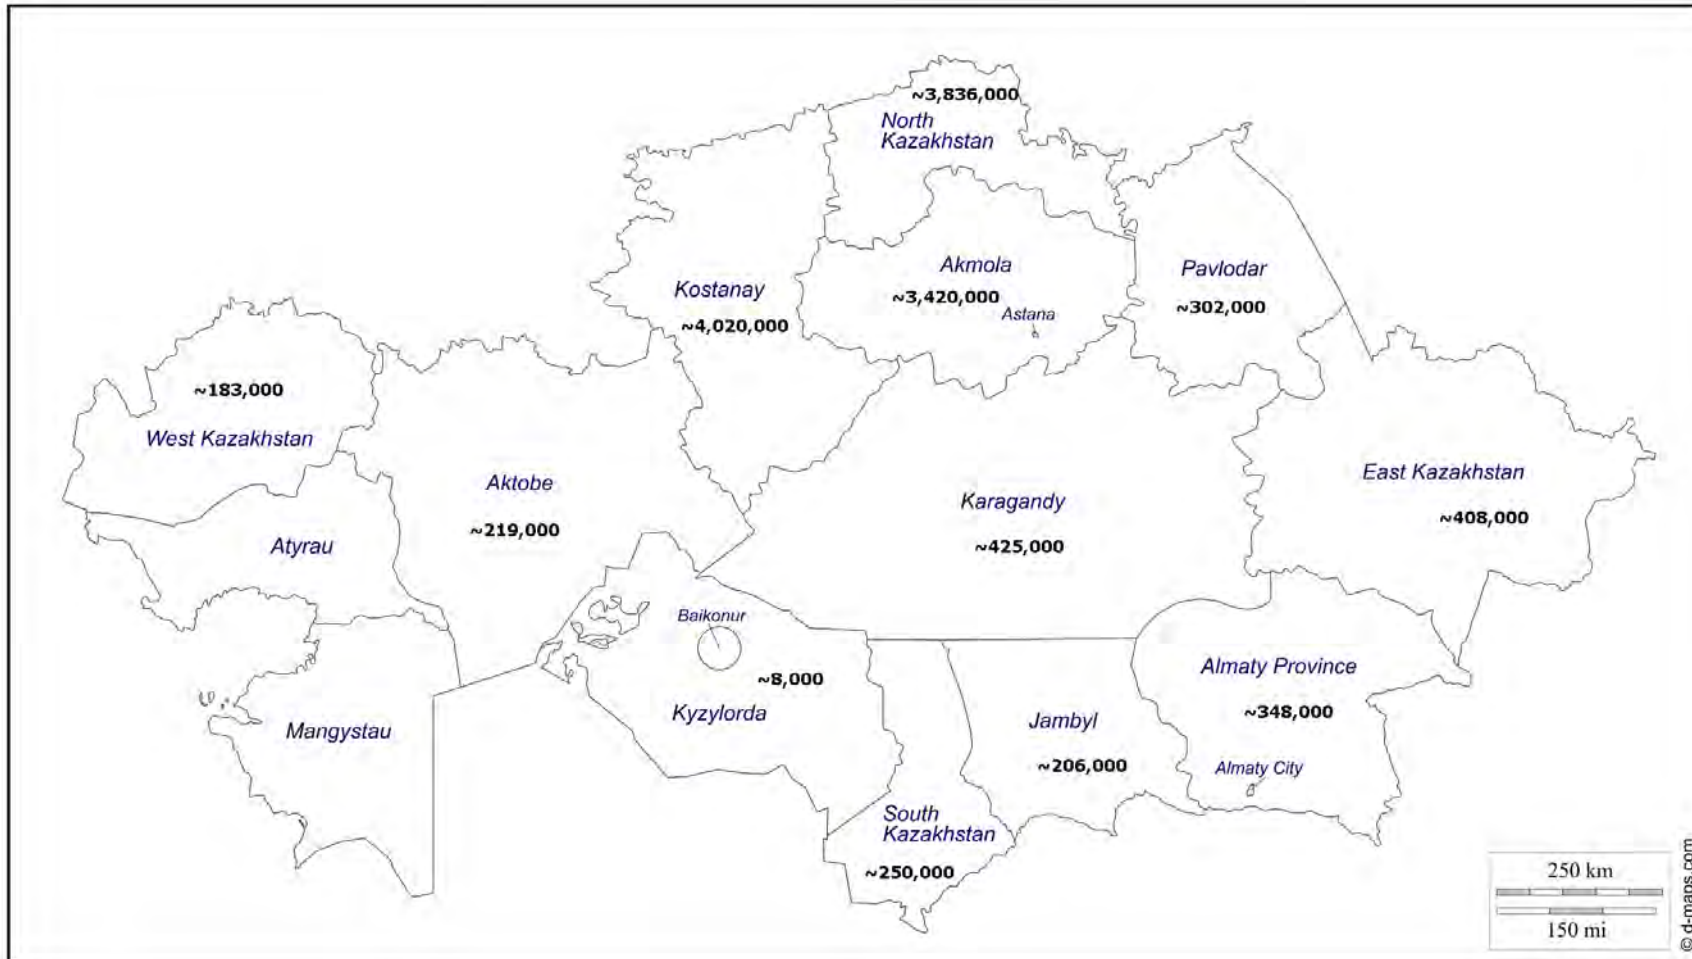 ~3,836,000
North
Kazakhstan
Akmola
~3,420,000
Astana
Pavlodar
~302,000
Kostanay
~4,020,000
~183,000
West Kazakhstan
Aktobe
~219,000
Karagandy
~425,000
East Kazakhstan
~408,000
Atyrau
Baikonur
~8,000
Kyzylorda
Mangystau
Almaty Province
~348,000
Almaty City
Jambyl
~206,000
South
Kazakhstan
~250,000
250 km
150 mi
© d-maps.com